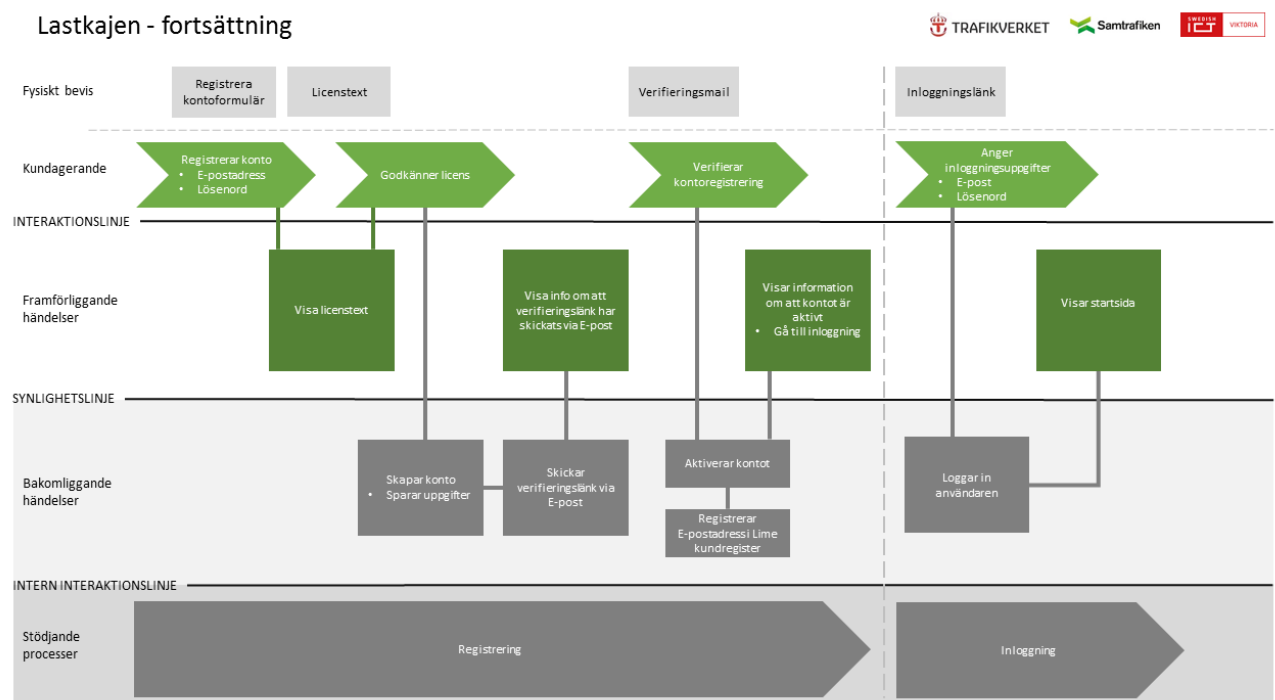 Lastkajen - fortsättning
TRAFIKVERKET
Samtrafiken
SWEDISH
ICT
VIKTORIA
Fysiskt bevis
Registrera
kontoformulär
Licenstext
Verifieringsmail
Inloggningslänk
Kundagerande
Registrerar konto
• E-postadress
• Lösenord
Godkänner licens
Verifierar
kontoregistrering
Anger
inloggningsuppgifter
• E-post
• Lösenord
INTERAKTIONSLINJE
Framförliggande
händelser
Visa licenstext
Visa info om att
verifieringslänk har
skickats via E-post
Visar information
om att kontot är
aktivt
• Gå till inloggning
Visar startsida
SYNLIGHETSLINJE
Bakomliggande
händelser
Skapar konto
• Sparar uppgifter
Skickar
verifieringslänk via
E-post
Aktiverar kontot
Registrerar
E-postadress i Lime
kundregister
Loggar in
användaren
INTERN INTERAKTIONSLINJE
Stödjande
processer
Registrering
Inloggning